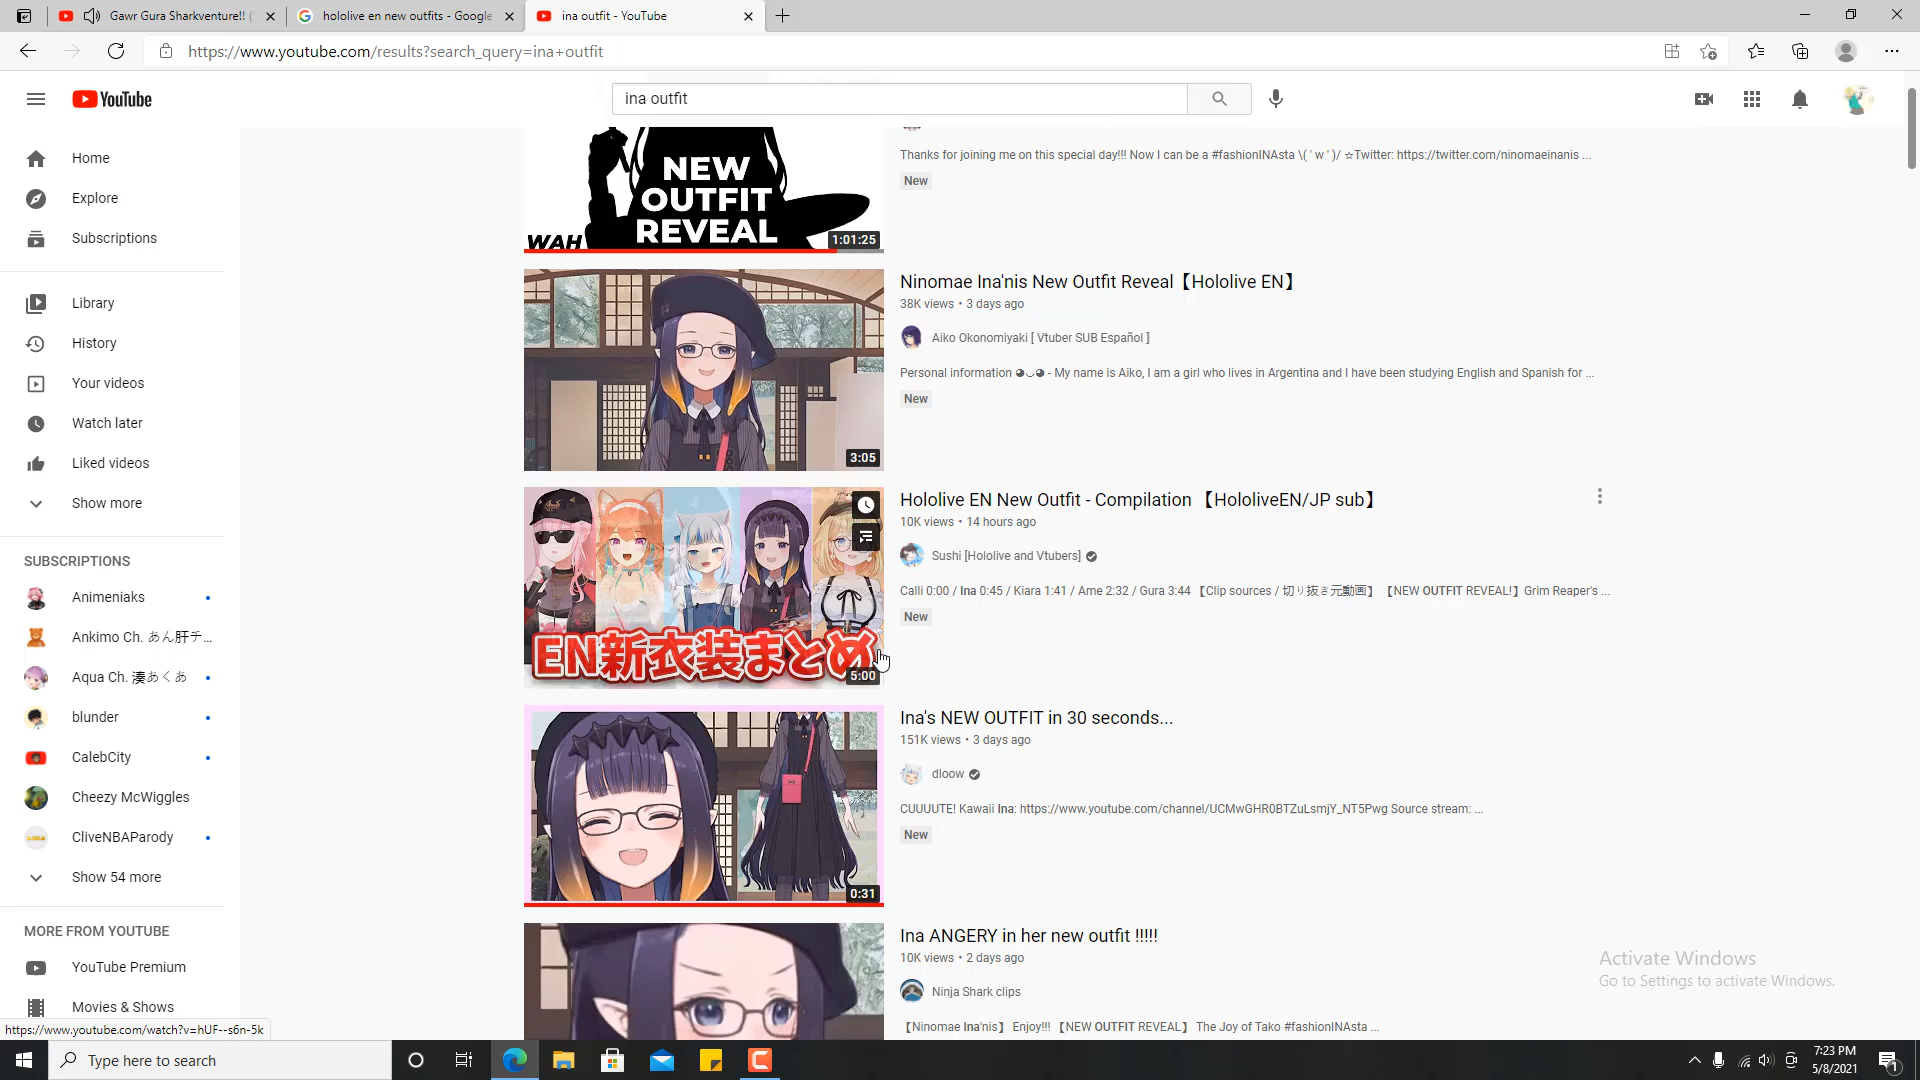 Gawr Gura Sharkventure!! (
hololive en new outfits - Google
ina outfit - YouTube
https://www.youtube.com/results?search_query=ina+outfit
YouTube
ina outfit
Home
Explore
Subscriptions
Library
History
Your videos
Watch later
Liked videos
Show more
SUBSCRIPTIONS
Animeniaks
Ankimo Ch. あん肝チ...
Aqua Ch. 湊あくあ
blunder
CalebCity
Cheezy McWiggles
CliveNBAParody
Show 54 more
MORE FROM YOUTUBE
YouTube Premium
Movies & Shows
https://www.youtube.com/watch?v=hUF--s6n-5k
NEW
OUTFIT
REVEAL
WAH
1:01:25
Thanks for joining me on this special day!!! Now I can be a #fashionINAsta \( ' w ' )/ ☆Twitter: https://twitter.com/ninomaeinanis ...
New
3:05
Ninomae Ina'nis New Outfit Reveal【Hololive EN】
38K views • 3 days ago
Aiko Okonomiyaki [ Vtuber SUB Español ]
Personal information ◕◡◕ - My name is Aiko, I am a girl who lives in Argentina and I have been studying English and Spanish for ...
New
EN新衣装まとめ
5:00
Hololive EN New Outfit - Compilation 【HololiveEN/JP sub】
10K views • 14 hours ago
Sushi [Hololive and Vtubers]
Calli 0:00 / Ina 0:45 / Kiara 1:41 / Ame 2:32 / Gura 3:44 【Clip sources / 切り抜き元動画】 【NEW OUTFIT REVEAL!】Grim Reaper's ...
New
0:31
Ina's NEW OUTFIT in 30 seconds...
151K views • 3 days ago
dloow
CUUUUTE! Kawaii Ina: https://www.youtube.com/channel/UCMwGHR0BTZuLsmjY_NT5Pwg Source stream: ...
New
Ina ANGERY in her new outfit !!!!!
10K views • 2 days ago
Ninja Shark clips
【Ninomae Ina'nis】 Enjoy!!! 【NEW OUTFIT REVEAL】 The Joy of Tako #fashionINAsta ...
Activate Windows
Go to Settings to activate Windows.
Type here to search
7:23 PM
5/8/2021
1